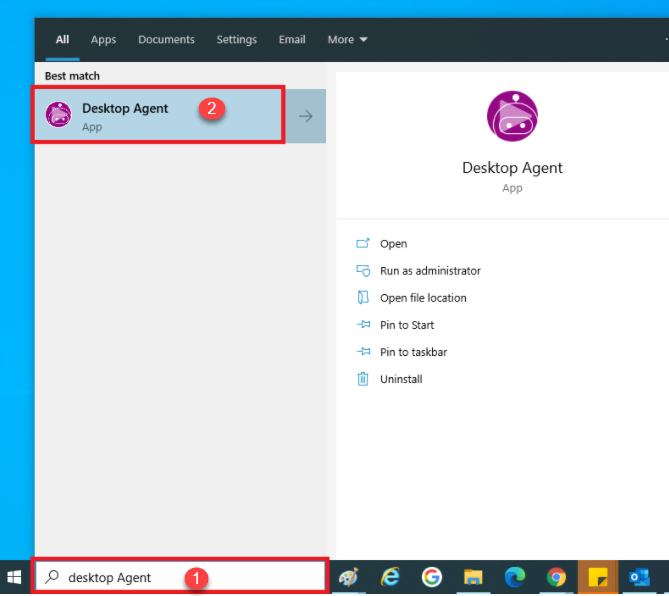 All Apps Documents Settings Email More
Best match
Desktop Agent 2
App
Desktop Agent
App
Open
Run as administrator
Open file location
Pin to Start
Pin to taskbar
Uninstall
desktop Agent 1